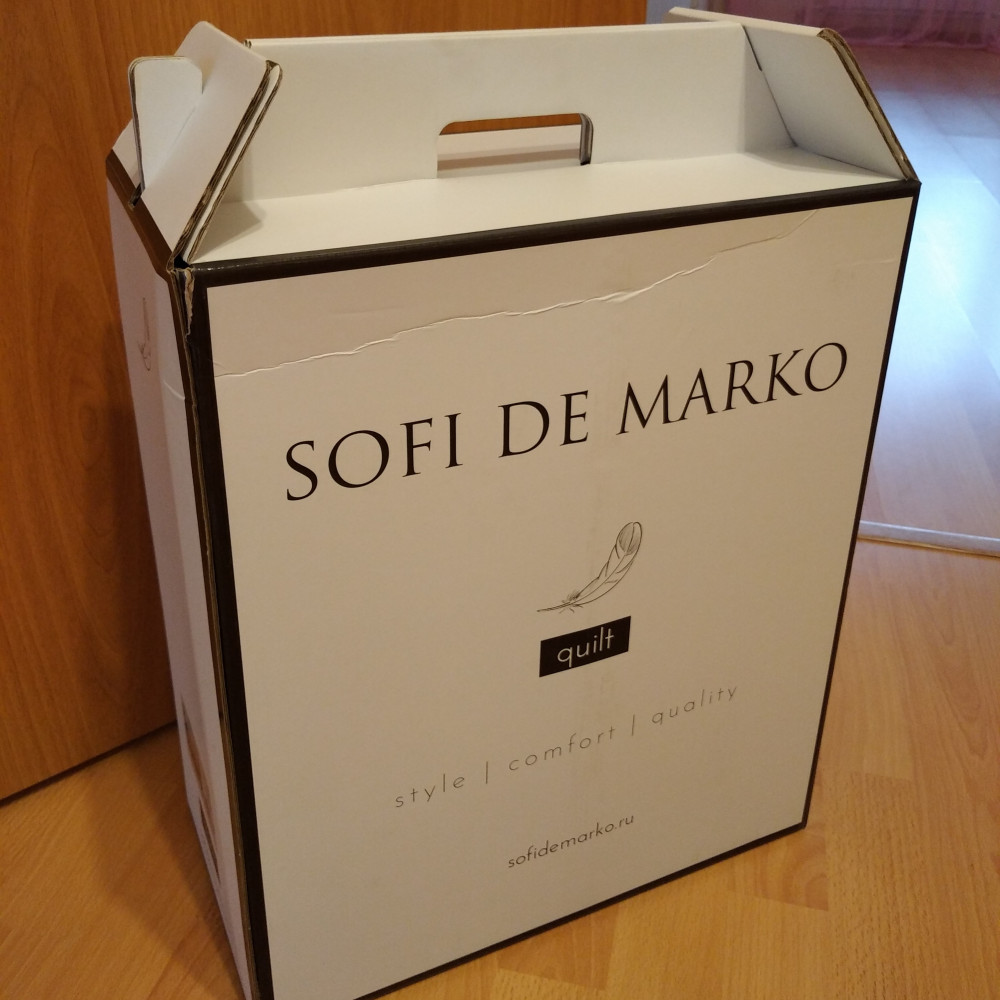 SOFI DE MARKO
quilt
style | comfort | quality
sofidemarko.ru